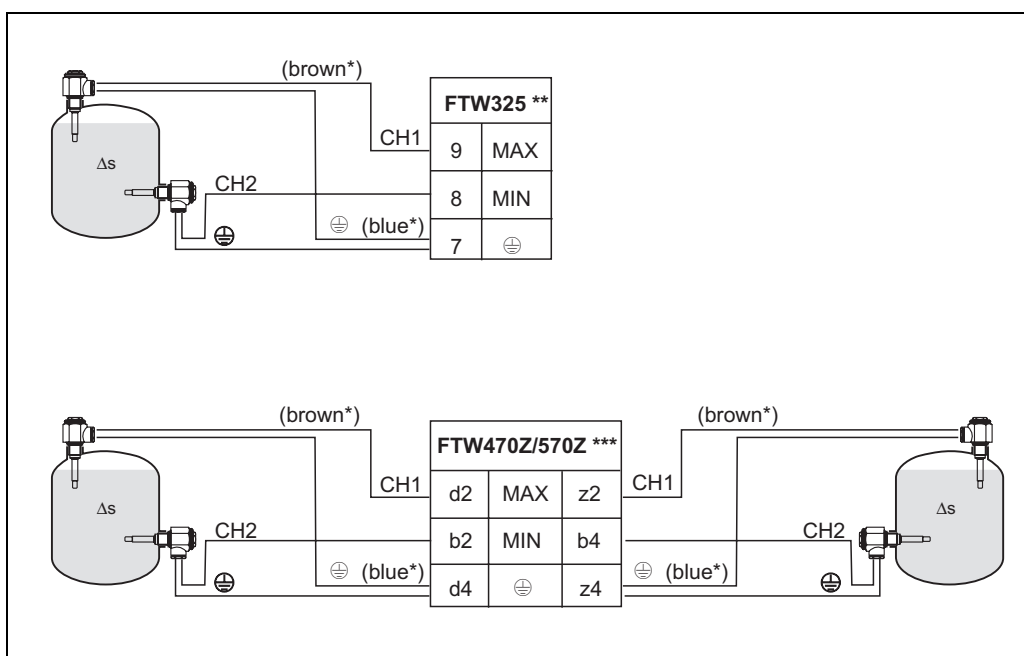 (brown*)
FTW325 **
CH1
9 MAX
Δs
CH2
8 MIN
⏚ (blue*)
⏚
7 ⏚
(brown*)
(brown*)
FTW470Z/570Z ***
CH1
d2 MAX z2
CH1
Δs
Δs
CH2
b2 MIN b4
CH2
⏚ (blue*)
⏚ (blue*)
⏚
d4 ⏚ z4
⏚